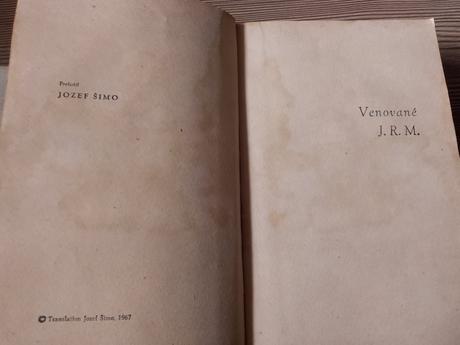 Preložil
JOZEF ŠIMO
© Translation Jozef Šimo, 1967
Venované
J. R. M.